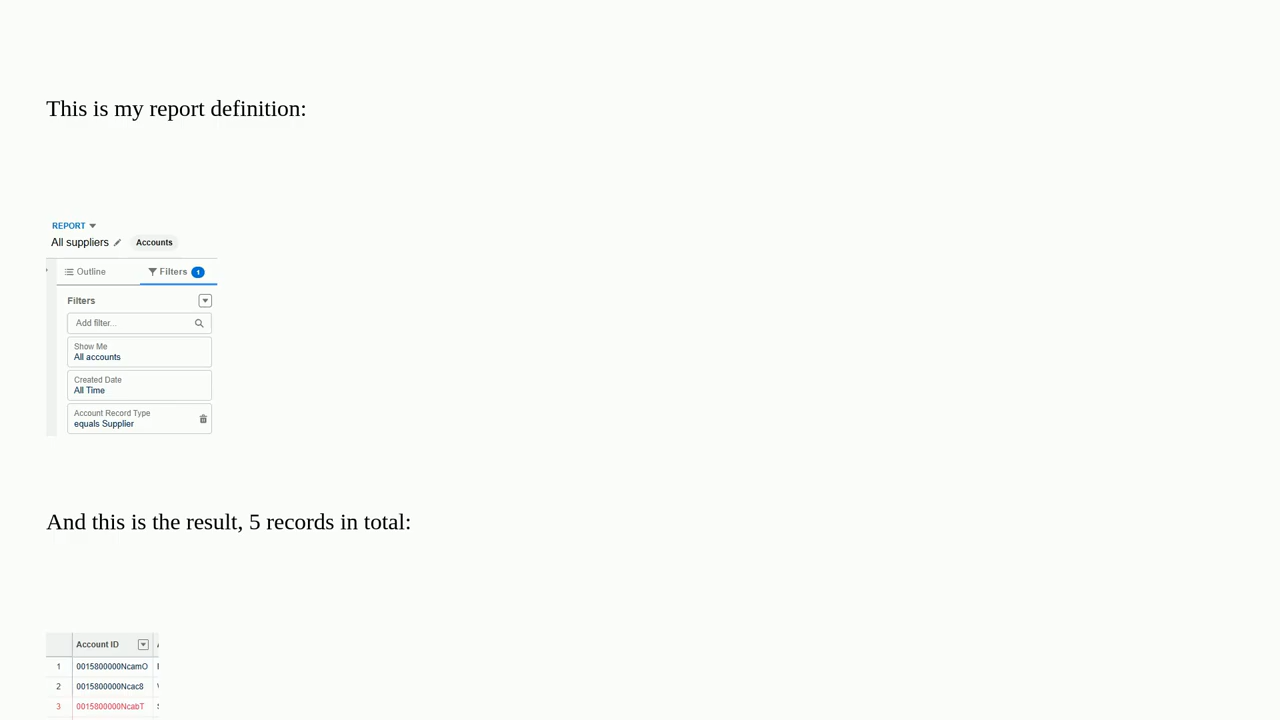 This is my report definition:
REPORT
All suppliers Accounts
Outline Filters 1
Filters
Add filter...
Show Me
All accounts
Created Date
All Time
Account Record Type
equals Supplier
And this is the result, 5 records in total:
Account ID
1 0015800000NcamO
2 0015800000Ncac8
3 0015800000NcabT